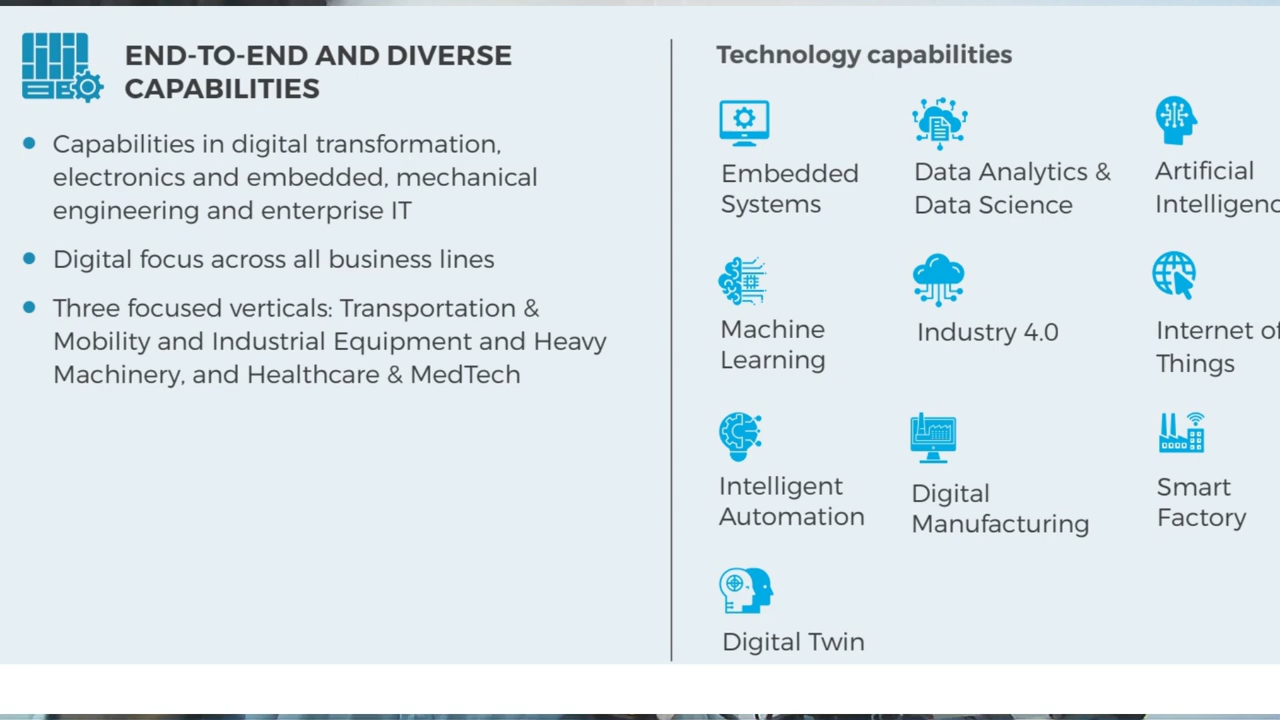 END-TO-END AND DIVERSE
CAPABILITIES
Capabilities in digital transformation,
electronics and embedded, mechanical
engineering and enterprise IT
Digital focus across all business lines
Three focused verticals: Transportation &
Mobility and Industrial Equipment and Heavy
Machinery, and Healthcare & MedTech
Technology capabilities
Embedded
Systems
Data Analytics &
Data Science
Artificial
Intelligenc
Machine
Learning
Industry 4.0
Internet of
Things
Intelligent
Automation
Digital
Manufacturing
Smart
Factory
Digital Twin